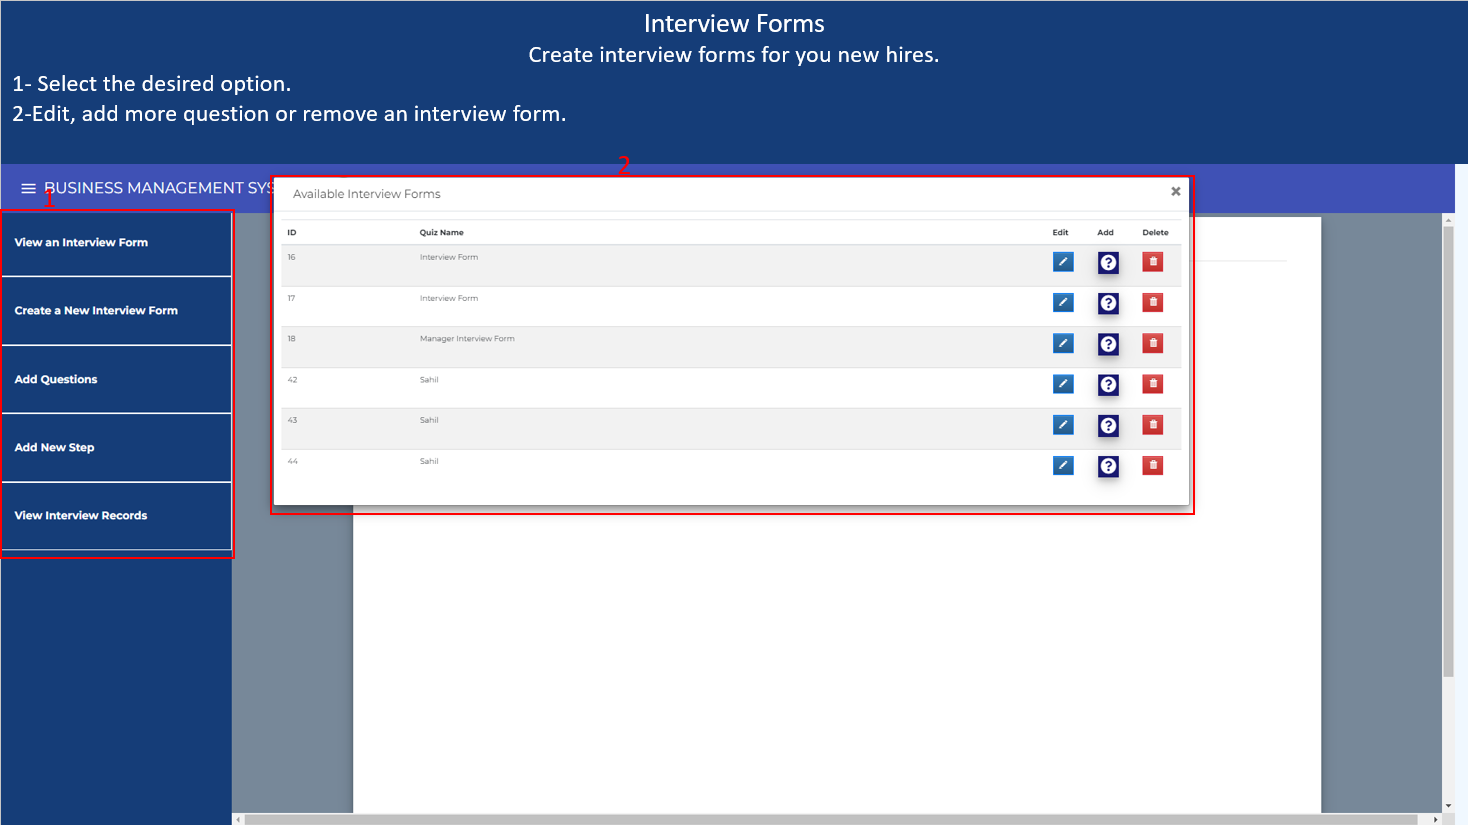 Interview Forms
Create interview forms for you new hires.
1- Select the desired option.
2-Edit, add more question or remove an interview form.
2
BUSINESS MANAGEMENT SYS
1
Available Interview Forms
View an Interview Form
Create a New Interview Form
Add Questions
Add New Step
View Interview Records
ID Quiz Name Edit Add Delete
16 Interview Form
17 Interview Form
18 Manager Interview Form
42 Sahil
43 Sahil
44 Sahil